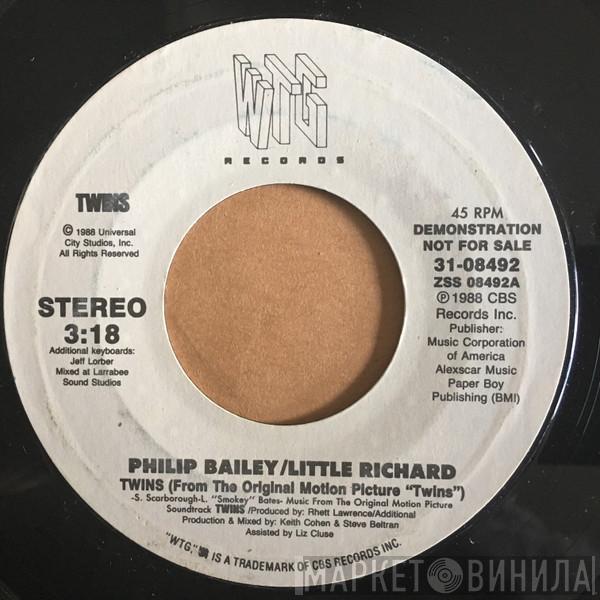 WTG
RECORDS
TWINS
© 1988 Universal
City Studios, Inc.
All Rights Reserved
STEREO
3:18
Additional keyboards:
Jeff Lorber
Mixed at Larrabee
Sound Studios
45 RPM
DEMONSTRATION
NOT FOR SALE
31-08492
ZSS 08492A
℗ 1988 CBS
Records Inc.
Publisher:
Music Corporation
of America
Alexscar Music
Paper Boy
Publishing (BMI)
PHILIP BAILEY/LITTLE RICHARD
TWINS (From The Original Motion Picture "Twins")
-S. Scarborough-L. "Smokey" Bates- Music From The Original Motion Picture
Soundtrack TWINS /Produced by: Rhett Lawrence/Additional
Production & Mixed by: Keith Cohen & Steve Beltran
Assisted by Liz Cluse
"WTG," IS A TRADEMARK OF CBS RECORDS INC.
МАРКЕТ ВИНИЛА